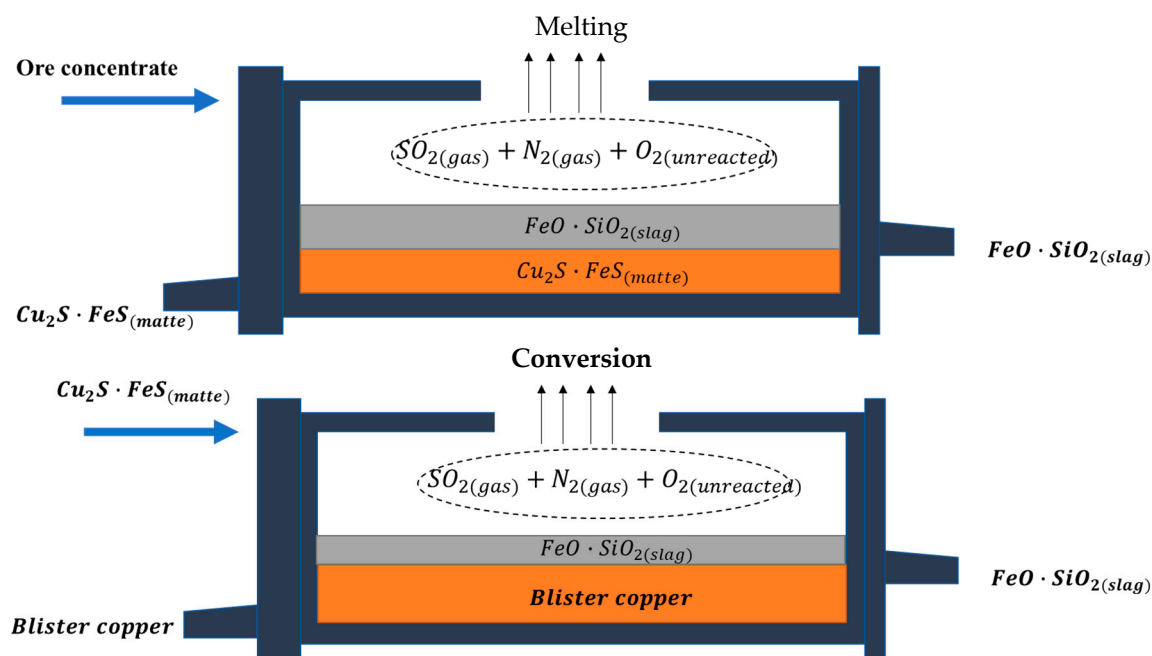 Melting
Ore concentrate
SO₂(gas) + N₂(gas) + O₂(unreacted)
FeO · SiO₂(slag)
FeO · SiO₂(slag)
Cu₂S · FeS(matte)
Cu₂S · FeS(matte)
Conversion
Cu₂S · FeS(matte)
SO₂(gas) + N₂(gas) + O₂(unreacted)
FeO · SiO₂(slag)
FeO · SiO₂(slag)
Blister copper
Blister copper